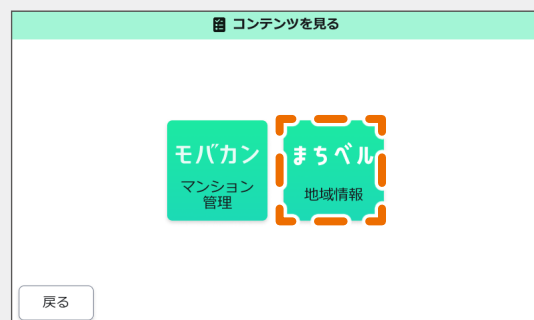 コンテンツを見る
モバカン
マンション
管理
まちベル
地域情報
戻る